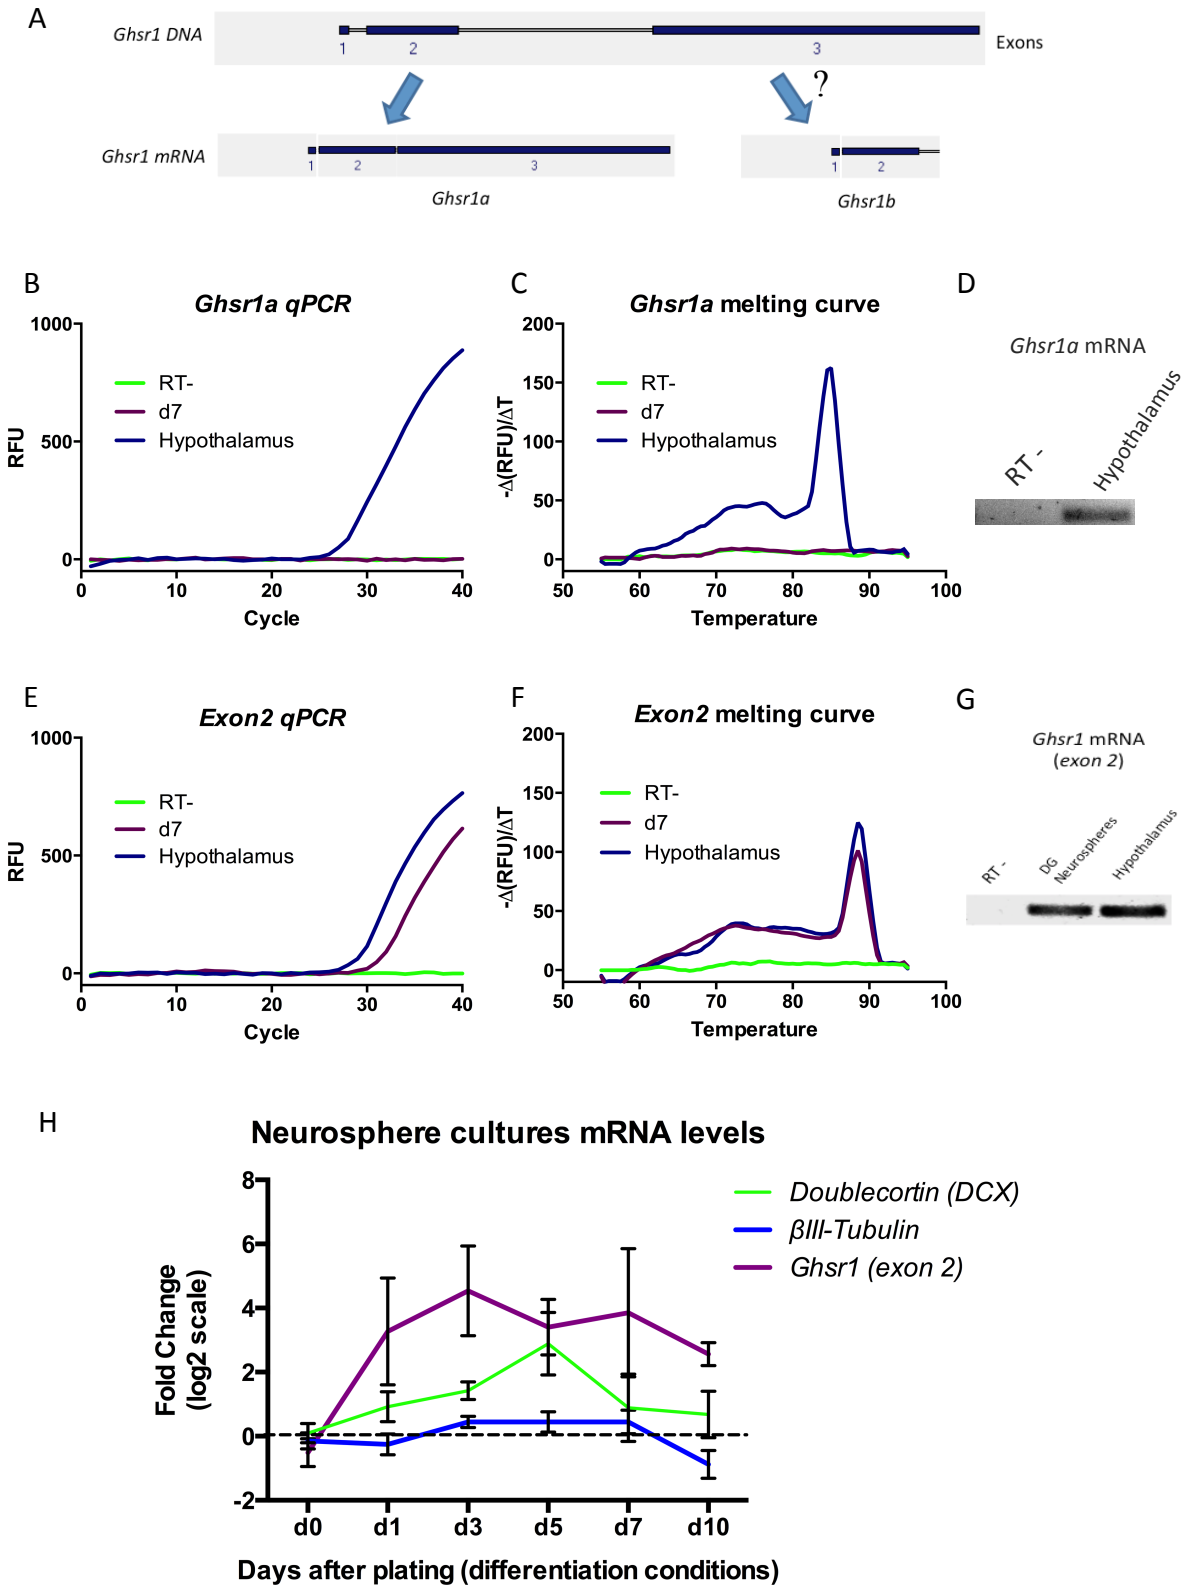 A
Ghsr1 DNA
1
2
3
Exons
?
Ghsr1 mRNA
1
2
3
1
2
Ghsr1a
Ghsr1b
B
Ghsr1a qPCR
1000
500
0
RFU
RT-
d7
Hypothalamus
0
10
20
30
40
Cycle
C
Ghsr1a melting curve
200
150
100
50
0
-Δ(RFU)/ΔT
RT-
d7
Hypothalamus
50
60
70
80
90
100
Temperature
D
Ghsr1a mRNA
RT -
Hypothalamus
E
Exon2 qPCR
1000
500
0
RFU
RT-
d7
Hypothalamus
0
10
20
30
40
Cycle
F
Exon2 melting curve
200
150
100
50
0
-Δ(RFU)/ΔT
RT-
d7
Hypothalamus
50
60
70
80
90
100
Temperature
G
Ghsr1 mRNA
(exon 2)
RT -
DG
Neurospheres
Hypothalamus
H
Neurosphere cultures mRNA levels
8
6
4
2
0
-2
Fold Change
(log2 scale)
Doublecortin (DCX)
βIII-Tubulin
Ghsr1 (exon 2)
d0
d1
d3
d5
d7
d10
Days after plating (differentiation conditions)